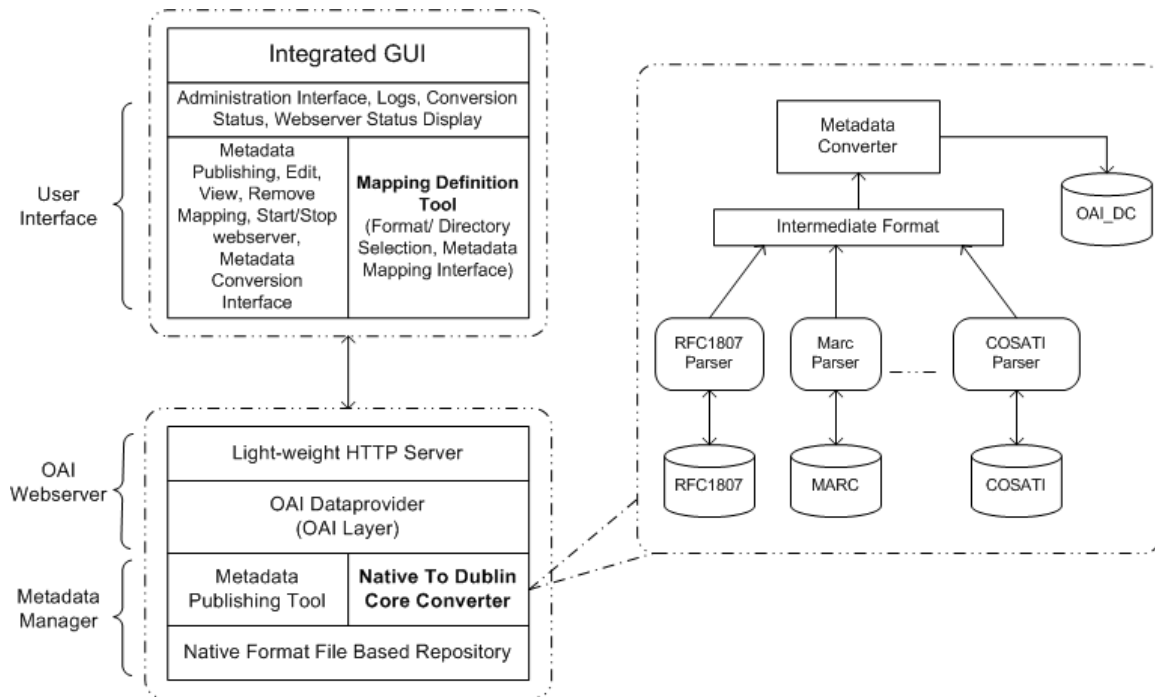 Integrated GUI
Administration Interface, Logs, Conversion
Status, Webserver Status Display
User
Interface
Metadata
Publishing, Edit,
View, Remove
Mapping, Start/Stop
webserver,
Metadata
Conversion
Interface
Mapping Definition
Tool
(Format/ Directory
Selection, Metadata
Mapping Interface)
OAI
Webserver
Light-weight HTTP Server
OAI Dataprovider
(OAI Layer)
Metadata
Manager
Metadata
Publishing Tool
Native To Dublin
Core Converter
Native Format File Based Repository
Metadata
Converter
OAI_DC
Intermediate Format
RFC1807
Parser
Marc
Parser
COSATI
Parser
RFC1807
MARC
COSATI